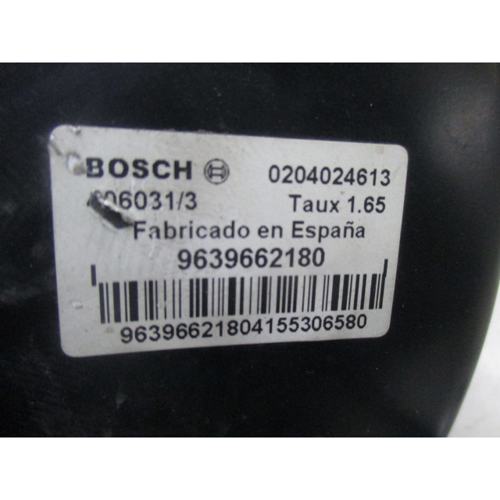 BOSCH 0204024613
Taux 1.65
Fabricado en España
9639662180
96396621804155306580